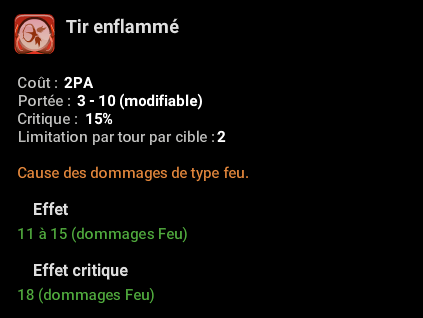 Tir enflammé
Coût : 2PA
Portée : 3 - 10 (modifiable)
Critique : 15%
Limitation par tour par cible : 2
Cause des dommages de type feu.
Effet
11 à 15 (dommages Feu)
Effet critique
18 (dommages Feu)